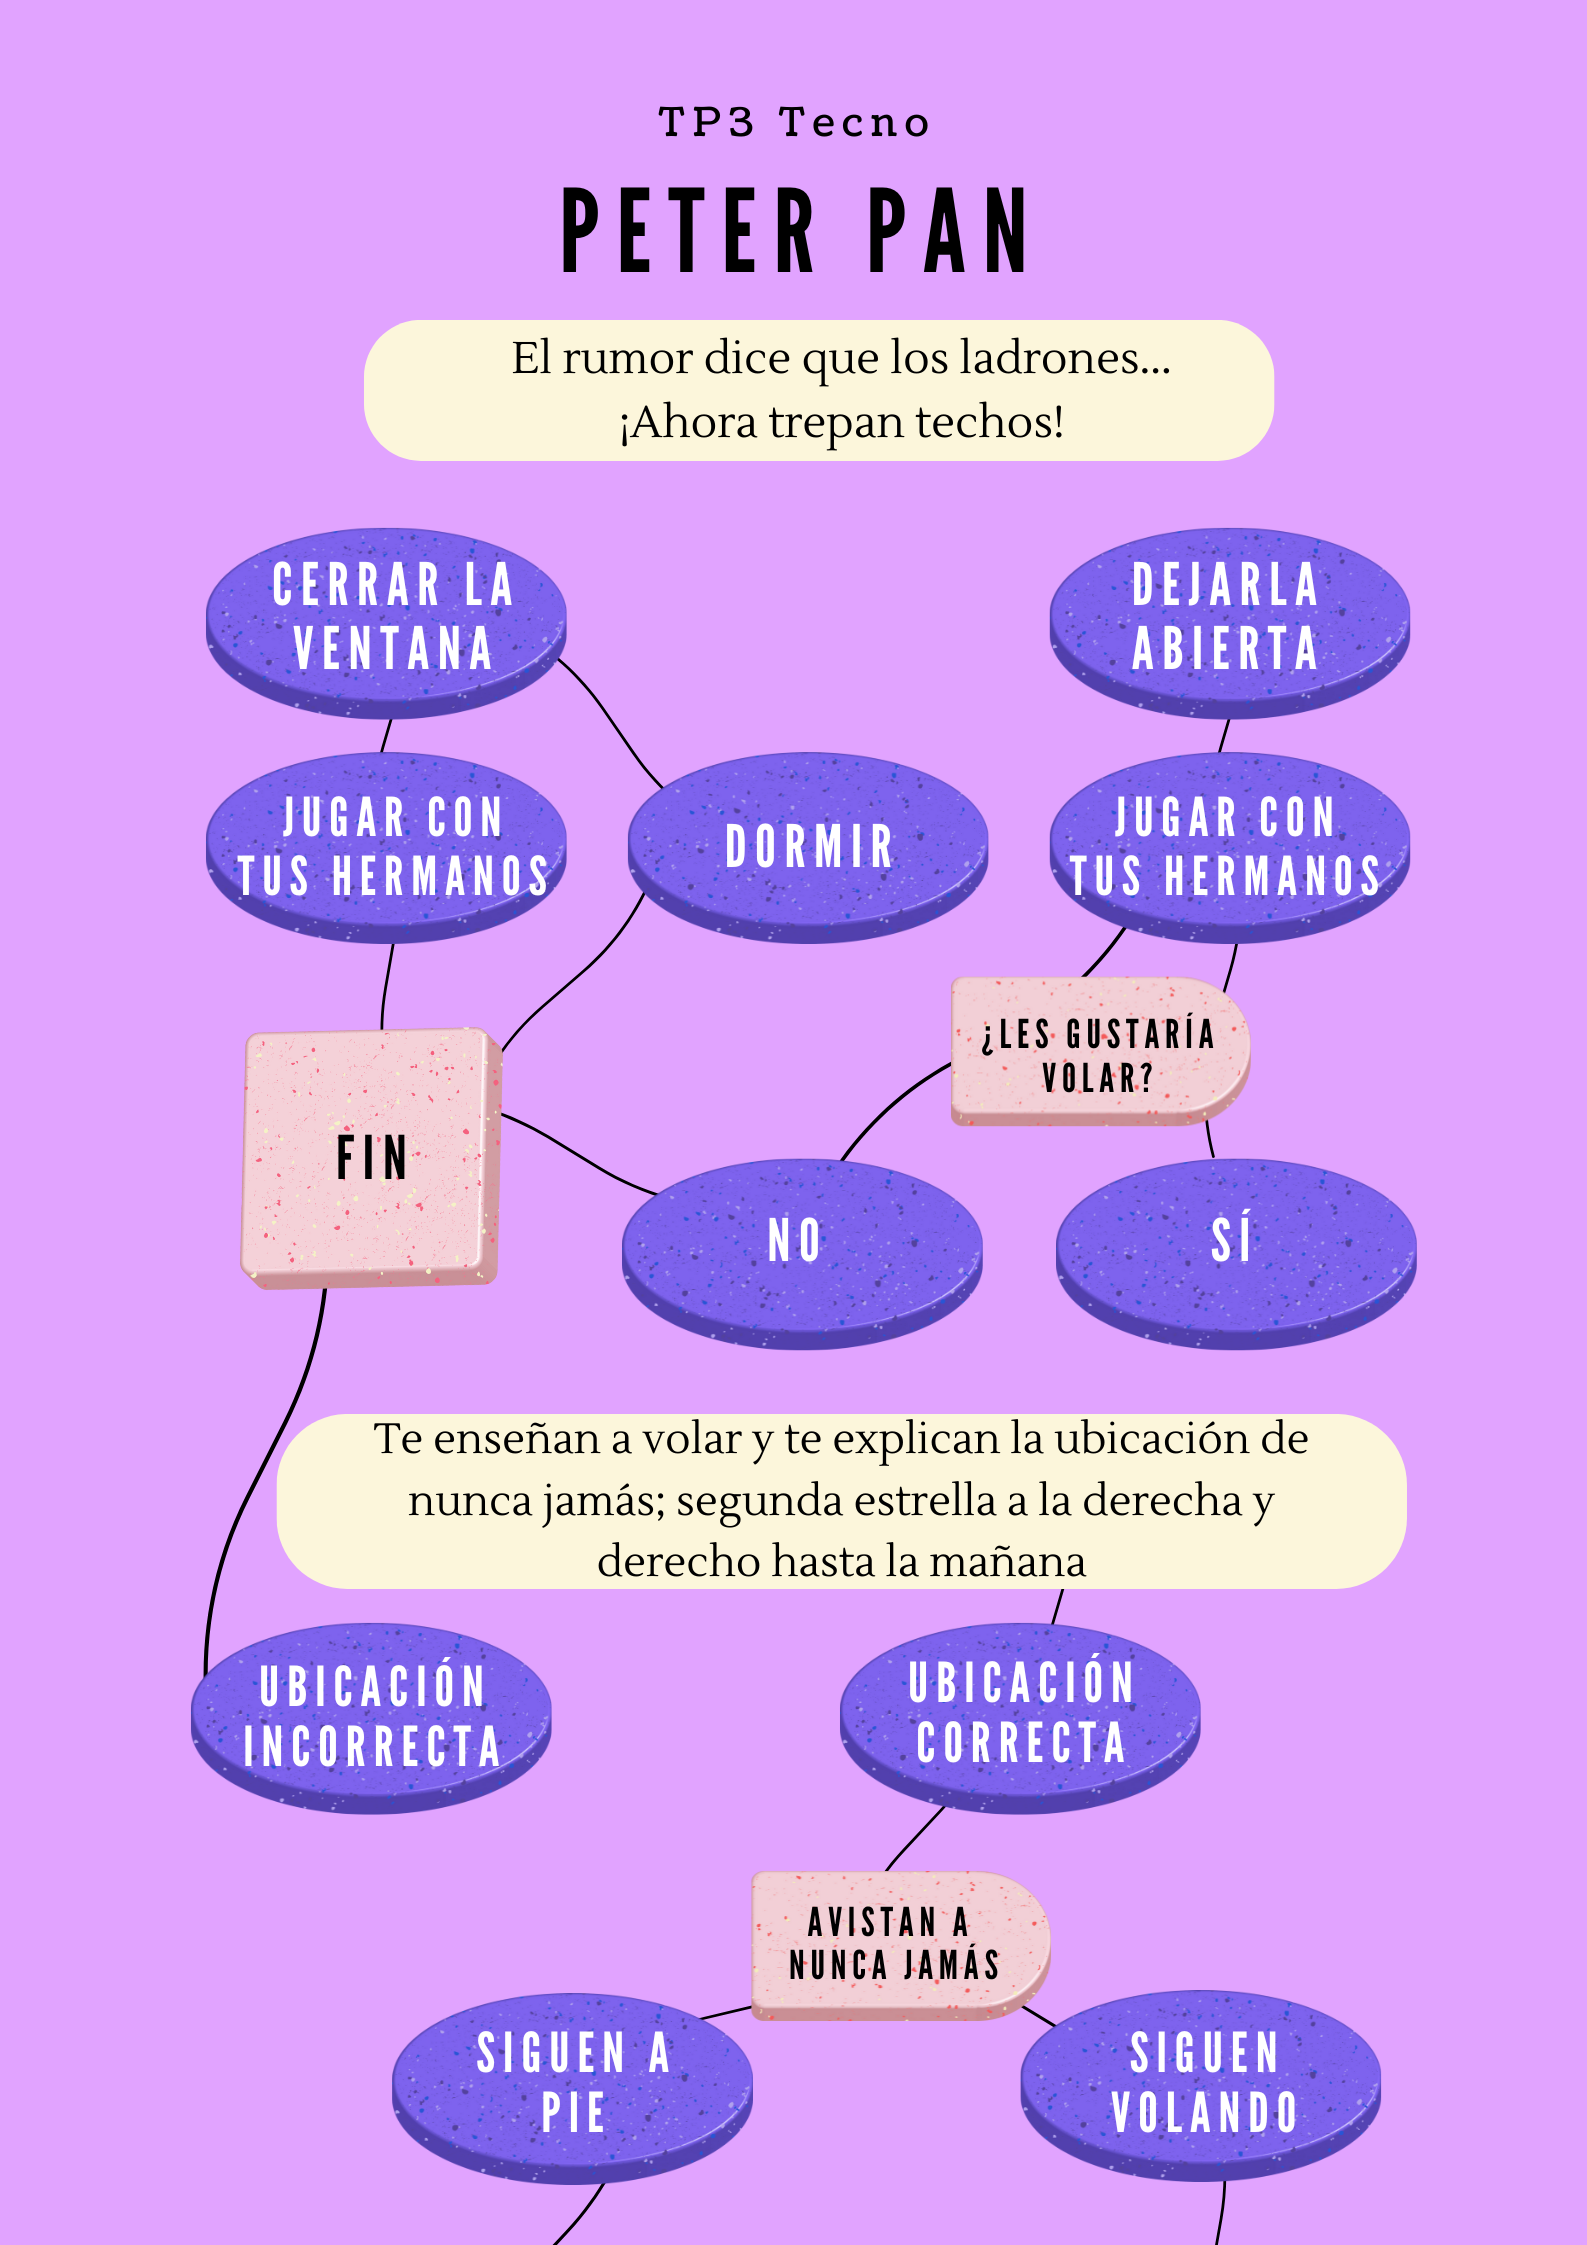 TP3 Tecno
PETER PAN
El rumor dice que los ladrones...
¡Ahora trepan techos!
CERRAR LA
VENTANA
DEJARLA
ABIERTA
JUGAR CON
TUS HERMANOS
DORMIR
JUGAR CON
TUS HERMANOS
¿LES GUSTARÍA
VOLAR?
FIN
NO
SÍ
Te enseñan a volar y te explican la ubicación de
nunca jamás; segunda estrella a la derecha y
derecho hasta la mañana
UBICACIÓN
INCORRECTA
UBICACIÓN
CORRECTA
AVISTAN A
NUNCA JAMÁS
SIGUEN A
PIE
SIGUEN
VOLANDO